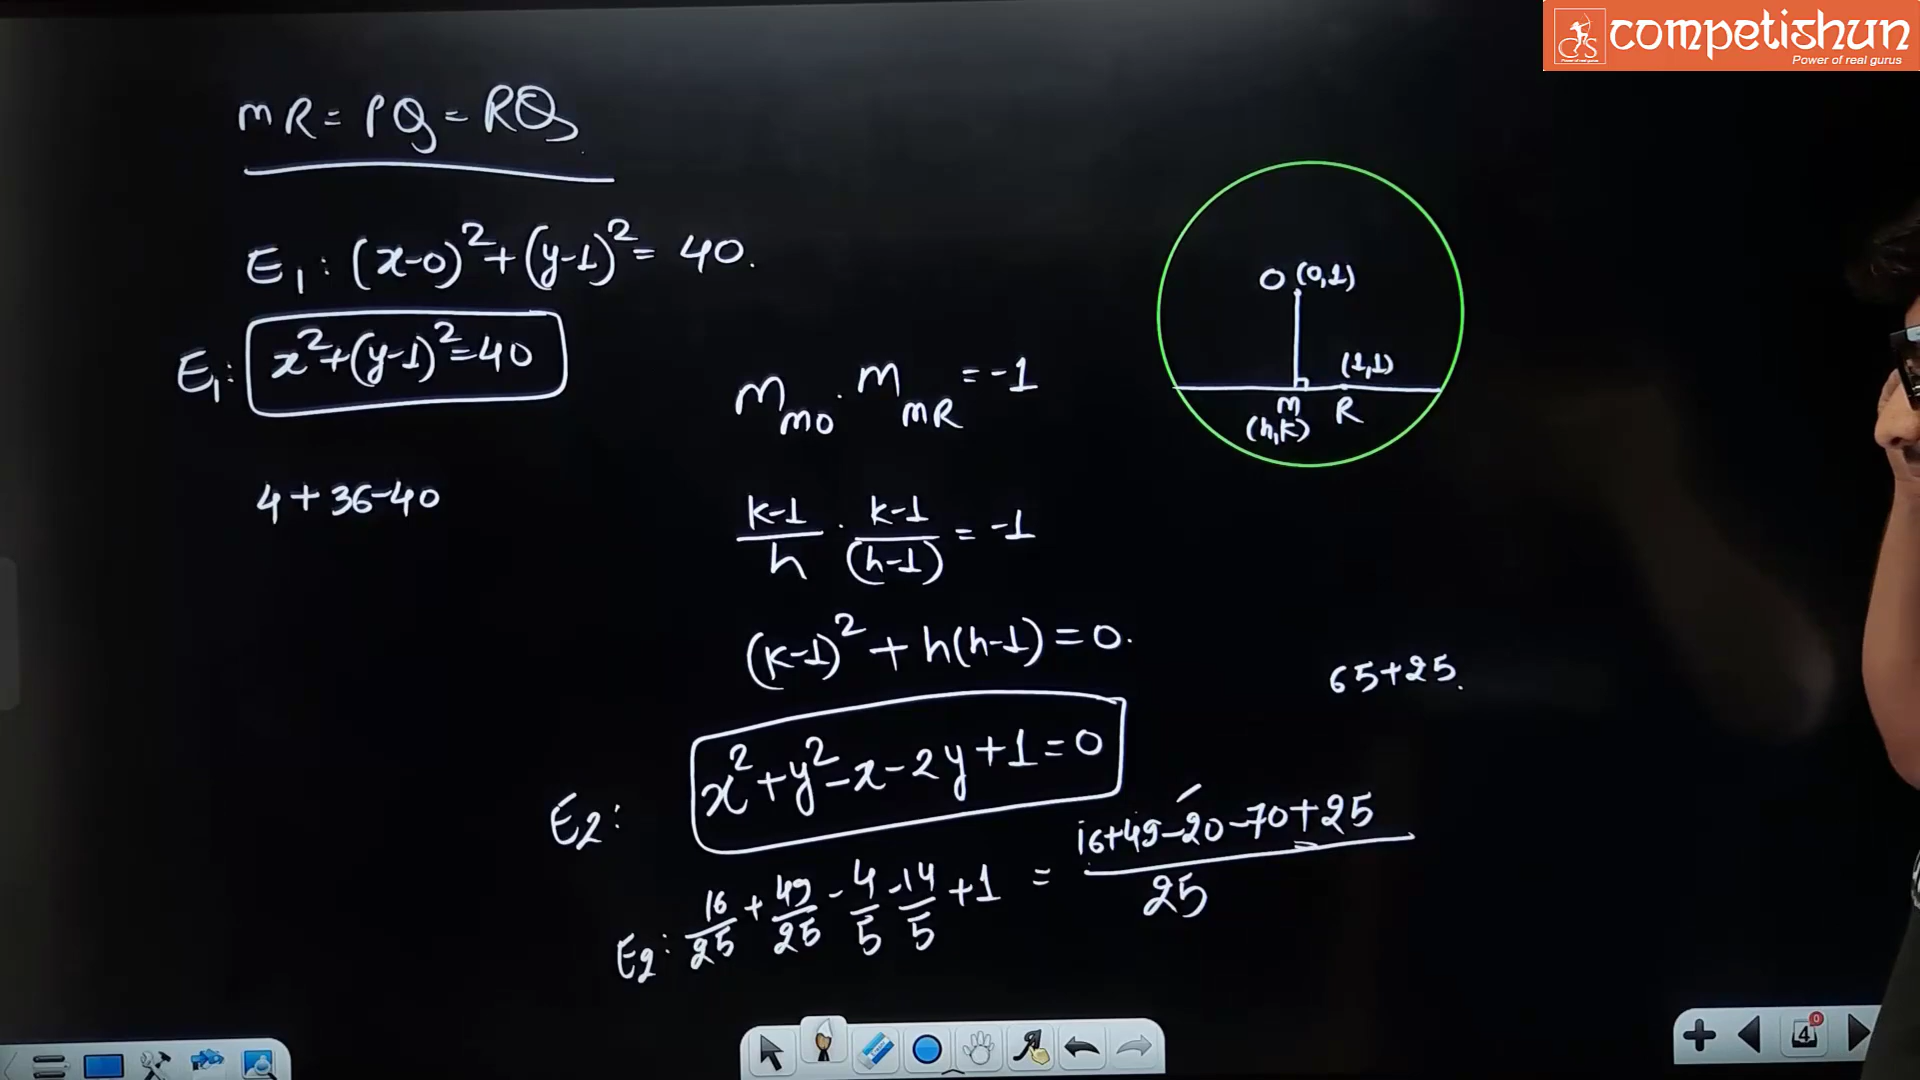 competishun
Power of real gurus
mR = PQ = RQ
E₁ : (x-0)² + (y-1)² = 40.
E₁ : x² + (y-1)² = 40
4 + 36 - 40
m_mO · m_mR = -1
(k-1)/h · (k-1)/(h-1) = -1
(k-1)² + h(h-1) = 0.
E₂ : x² + y² - x - 2y + 1 = 0
E₂ : 16/25 + 49/25 - 4/5 - 14/5 + 1 = (16+49-20-70+25)/25
65+25.
O (0,1)
(1,1)
M R
(h,k)
4
0